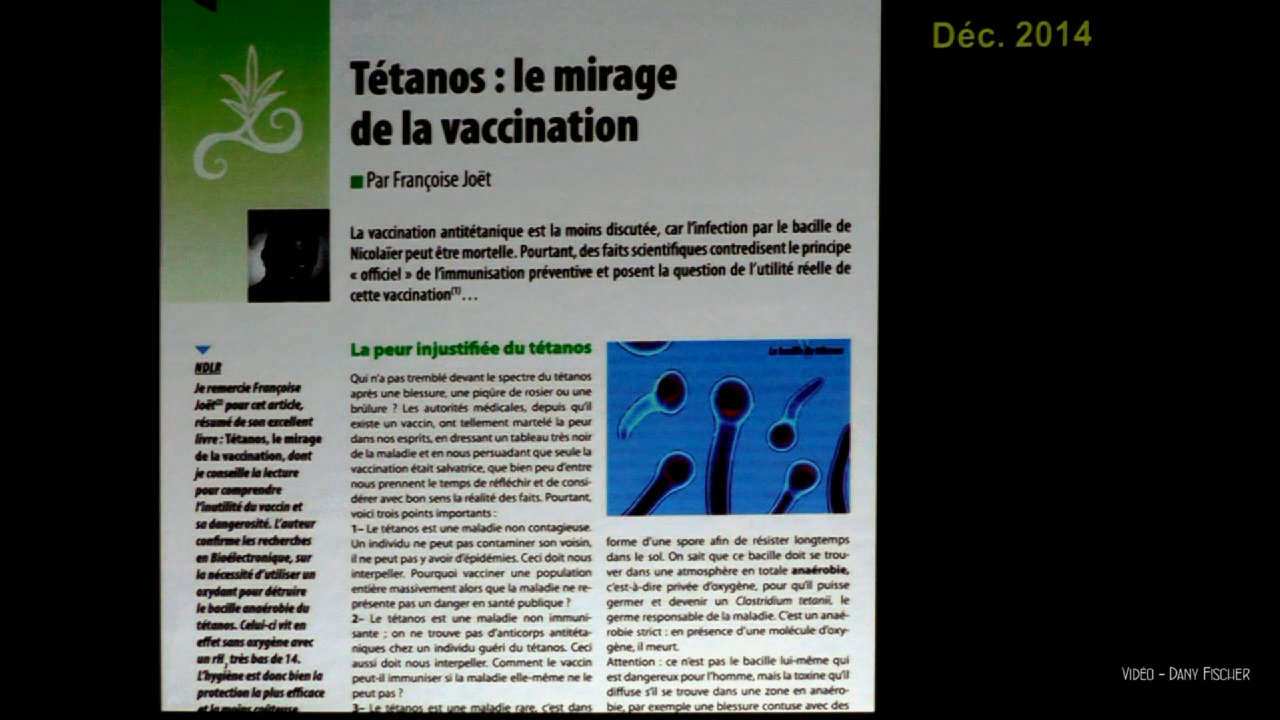 Déc. 2014
Tétanos : le mirage
de la vaccination
Par Françoise Joët
La vaccination antitétanique est la moins discutée, car l'infection par le bacille de
Nicolaïer peut être mortelle. Pourtant, des faits scientifiques contredisent le principe
« officiel » de l'immunisation préventive et posent la question de l'utilité réelle de
cette vaccination(1)...
NDLR
Je remercie Françoise
Joët(2) pour cet article,
résumé de son excellent
livre : Tétanos, le mirage
de la vaccination, dont
je conseille la lecture
pour comprendre
l'inutilité du vaccin et
sa dangerosité. L'auteur
confirme les recherches
en Bioélectronique, sur
la nécessité d'utiliser un
oxydant pour détruire
le bacille anaérobie du
tétanos. Celui-ci vit en
effet sans oxygène avec
un rH2 très bas de 14.
L'hygiène est donc bien la
protection la plus efficace
et la moins coûteuse
La peur injustifiée du tétanos
Qui n'a pas tremblé devant le spectre du tétanos
après une blessure, une piqûre de rosier ou une
brûlure ? Les autorités médicales, depuis qu'il
existe un vaccin, ont tellement martelé la peur
dans nos esprits, en dressant un tableau très noir
de la maladie et en nous persuadant que seule la
vaccination était salvatrice, que bien peu d'entre
nous prennent le temps de réfléchir et de consi-
dérer avec bon sens la réalité des faits. Pourtant,
voici trois points importants :
1– Le tétanos est une maladie non contagieuse.
Un individu ne peut pas contaminer son voisin,
il ne peut pas y avoir d'épidémies. Ceci doit nous
interpeller. Pourquoi vacciner une population
entière massivement alors que la maladie ne re-
présente pas un danger en santé publique ?
2– Le tétanos est une maladie non immuni-
sante ; on ne trouve pas d'anticorps antitéta-
niques chez un individu guéri du tétanos. Ceci
aussi doit nous interpeller. Comment le vaccin
peut-il immuniser si la maladie elle-même ne le
peut pas ?
3– Le tétanos est une maladie rare, c'est dans
Le bacille du tétanos
forme d'une spore afin de résister longtemps
dans le sol. On sait que ce bacille doit se trou-
ver dans une atmosphère en totale anaérobie,
c'est-à-dire privée d'oxygène, pour qu'il puisse
germer et devenir un Clostridium tetanii, le
germe responsable de la maladie. C'est un anaé-
robie strict : en présence d'une molécule d'oxy-
gène, il meurt.
Attention : ce n'est pas le bacille lui-même qui
est dangereux pour l'homme, mais la toxine qu'il
diffuse s'il se trouve dans une zone en anaéro-
bie, par exemple une blessure contuse avec des
Vidéo - Dany Fischer